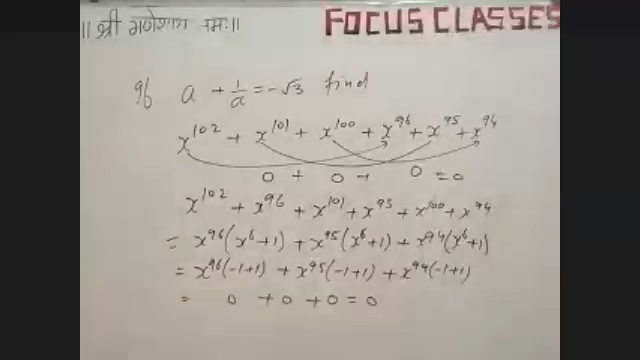 ॥ श्री गणेशाय नमः॥
FOCUS CLASSES
9b a + 1/a = -√3 find
x^102 + x^101 + x^100 + x^96 + x^95 + x^94
0 + 0 + 0 = 0
x^102 + x^96 + x^101 + x^95 + x^100 + x^94
= x^96(x^6+1) + x^95(x^6+1) + x^94(x^6+1)
= x^96(-1+1) + x^95(-1+1) + x^94(-1+1)
= 0 + 0 + 0 = 0